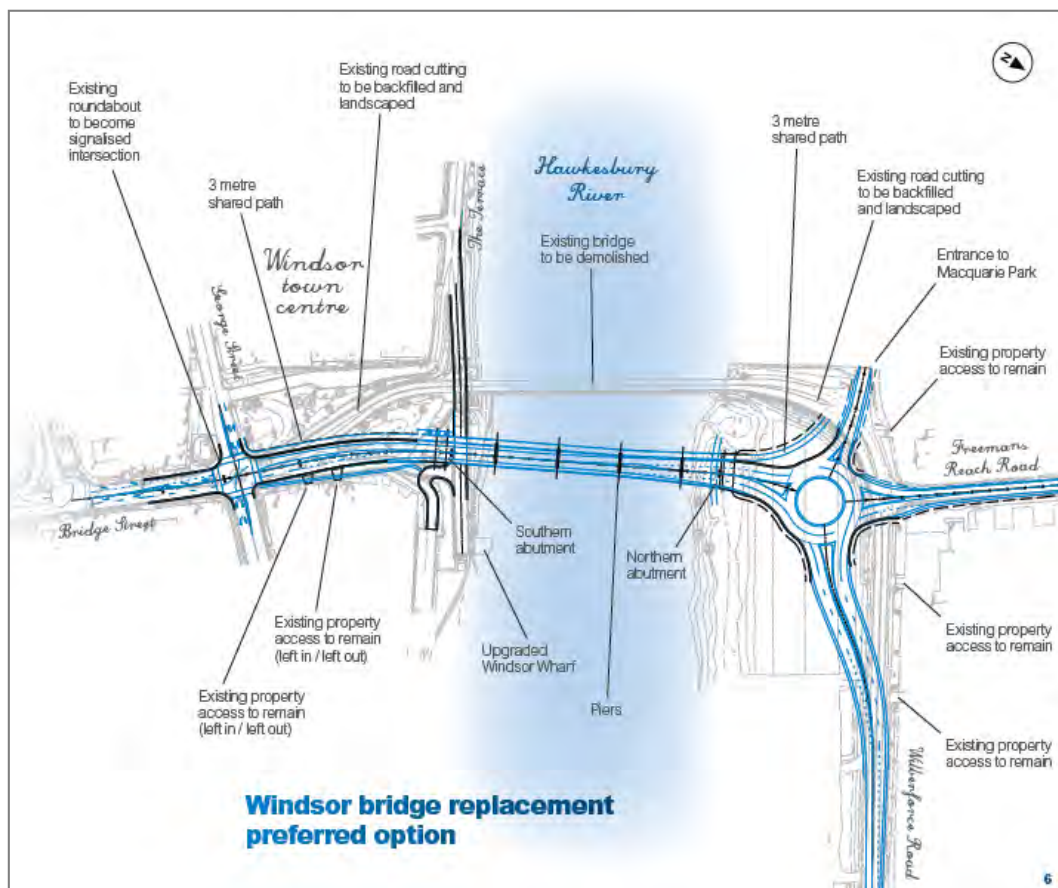 Existing
roundabout
to become
signalised
intersection
Existing road cutting
to be backfilled and
landscaped
3 metre
shared path
Windsor
town
centre
George Street
The Terrace
Hawkesbury
River
Existing bridge
to be demolished
N
3 metre
shared path
Existing road cutting
to be backfilled
and landscaped
Entrance to
Macquarie Park
Existing property
access to remain
Freemans
Reach Road
Bridge Street
Southern
abutment
Northern
abutment
Existing property
access to remain
(left in / left out)
Existing property
access to remain
(left in / left out)
Upgraded
Windsor Wharf
Piers
Existing property
access to remain
Existing property
access to remain
Wilberforce Road
Windsor bridge replacement
preferred option
6